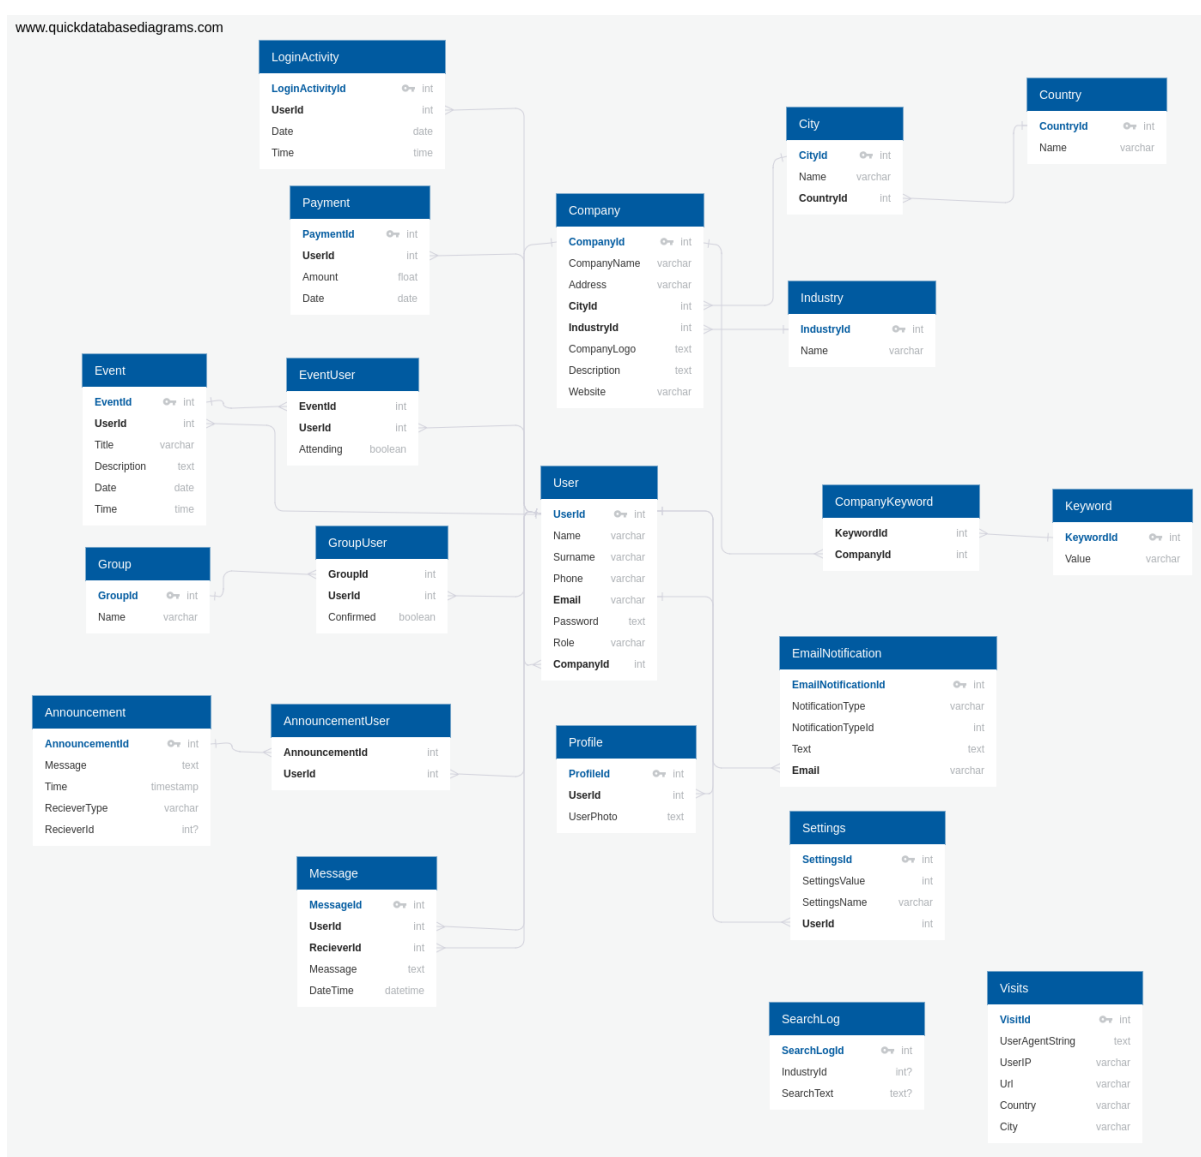 www.quickdatabasediagrams.com
LoginActivity
LoginActivityId int
UserId int
Date date
Time time
Payment
PaymentId int
UserId int
Amount float
Date date
Company
CompanyId int
CompanyName varchar
Address varchar
CityId int
IndustryId int
CompanyLogo text
Description text
Website varchar
City
CityId int
Name varchar
CountryId int
Country
CountryId int
Name varchar
Industry
IndustryId int
Name varchar
Event
EventId int
UserId int
Title varchar
Description text
Date date
Time time
EventUser
EventId int
UserId int
Attending boolean
User
UserId int
Name varchar
Surname varchar
Phone varchar
Email varchar
Password text
Role varchar
CompanyId int
CompanyKeyword
KeywordId int
CompanyId int
Keyword
KeywordId int
Value varchar
Group
GroupId int
Name varchar
GroupUser
GroupId int
UserId int
Confirmed boolean
EmailNotification
EmailNotificationId int
NotificationType varchar
NotificationTypeId int
Text text
Email varchar
Announcement
AnnouncementId int
Message text
Time timestamp
RecieverType varchar
RecieverId int?
AnnouncementUser
AnnouncementId int
UserId int
Profile
ProfileId int
UserId int
UserPhoto text
Settings
SettingsId int
SettingsValue int
SettingsName varchar
UserId int
Message
MessageId int
UserId int
RecieverId int
Meassage text
DateTime datetime
SearchLog
SearchLogId int
IndustryId int?
SearchText text?
Visits
VisitId int
UserAgentString text
UserIP varchar
Url varchar
Country varchar
City varchar